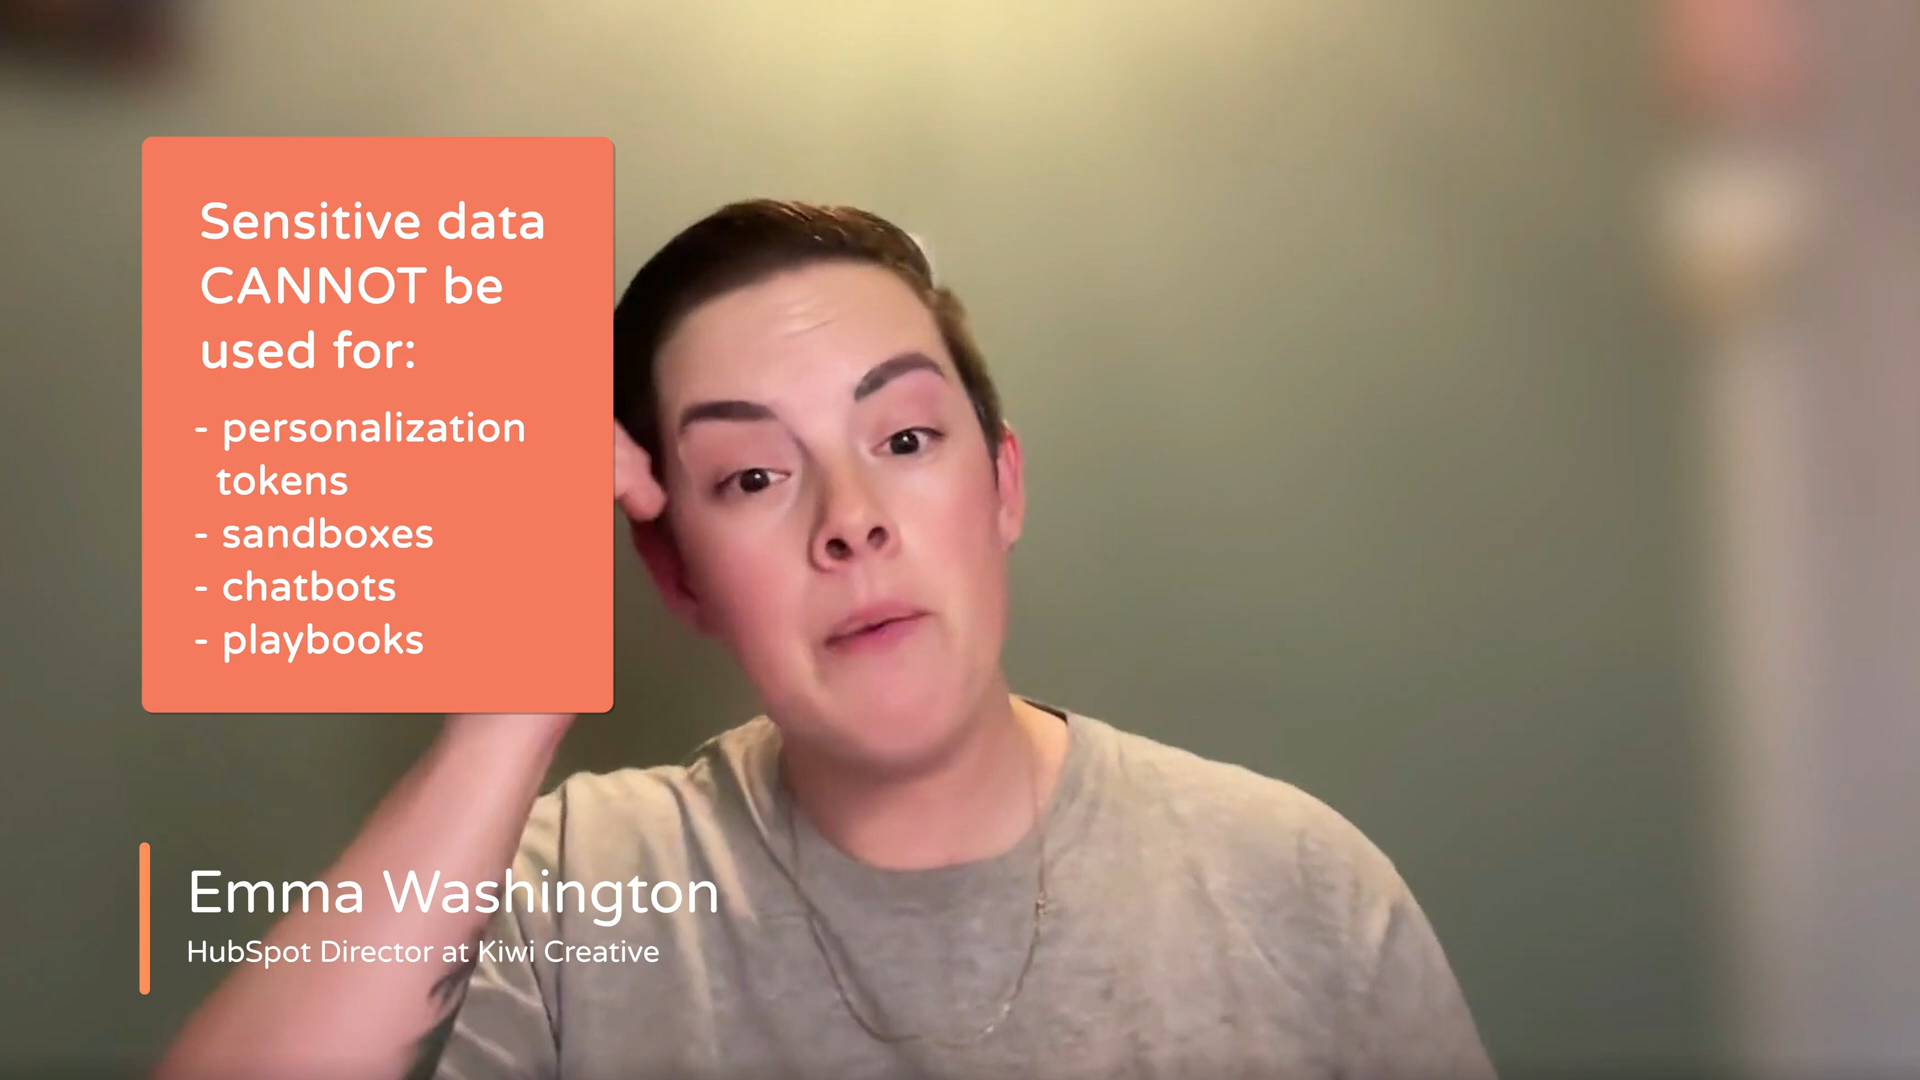 Sensitive data
CANNOT be
used for:
- personalization
tokens
- sandboxes
- chatbots
- playbooks
Emma Washington
HubSpot Director at Kiwi Creative